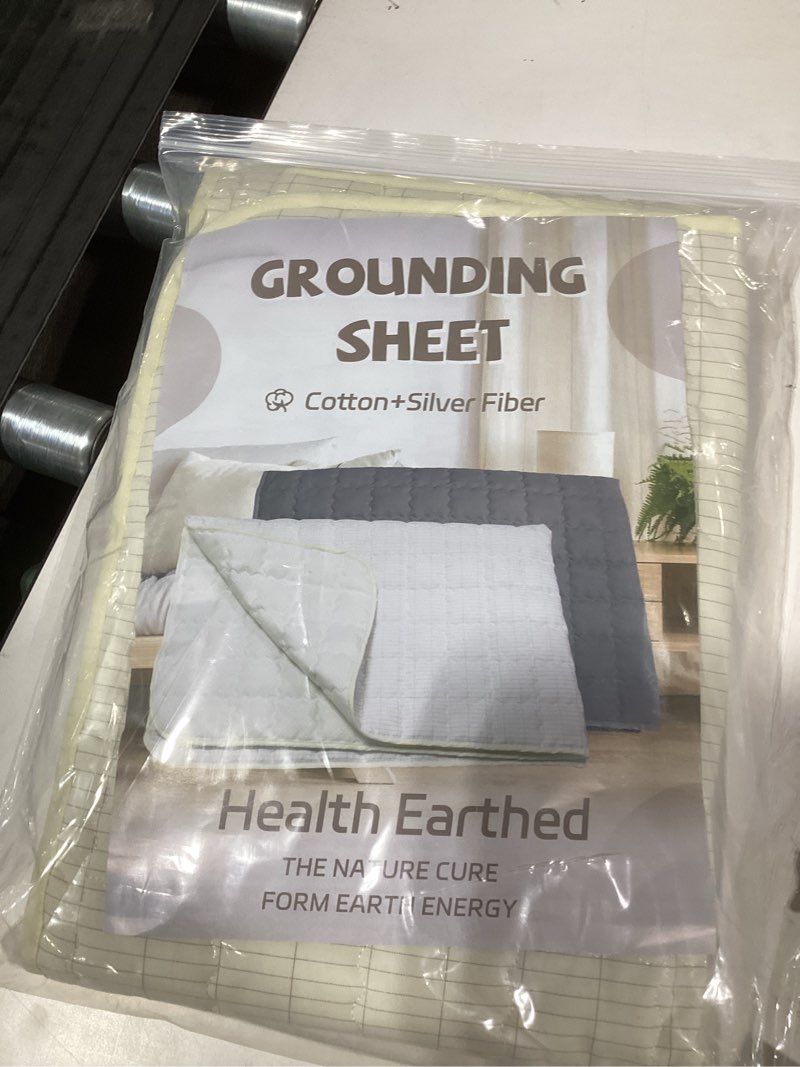 GROUNDING
SHEET
Cotton+Silver Fiber
Health Earthed
THE NATURE CURE
FORM EARTH ENERGY